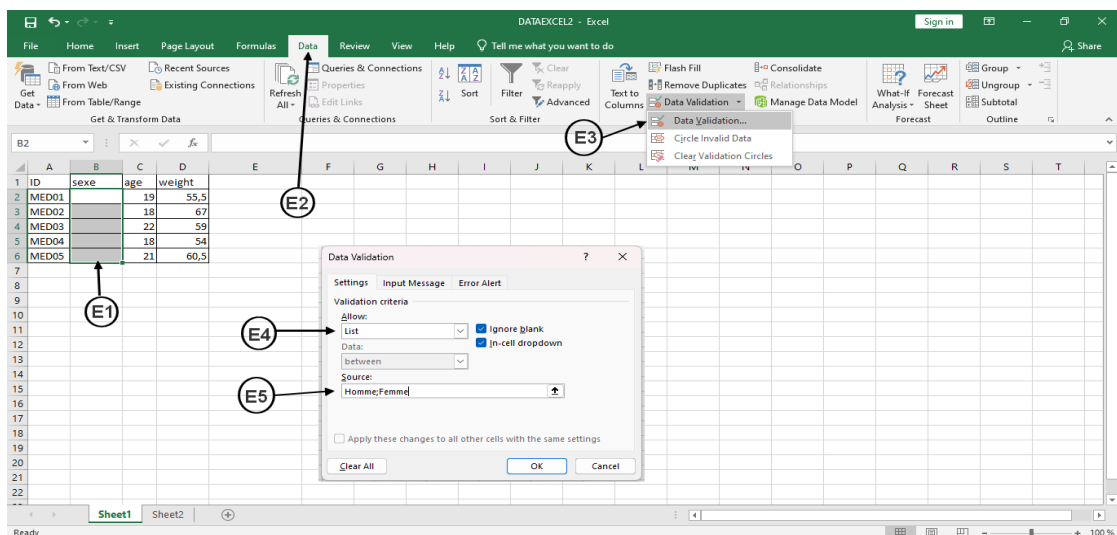 DATAEXCEL2 - Excel
Sign in
File Home Insert Page Layout Formulas Data Review View Help Tell me what you want to do Share
Get Data
From Text/CSV
From Web
From Table/Range
Recent Sources
Existing Connections
Get & Transform Data
Refresh All
Queries & Connections
Properties
Edit Links
Queries & Connections
Sort
Filter
Clear
Reapply
Advanced
Sort & Filter
Text to Columns
Flash Fill
Remove Duplicates
Data Validation
Consolidate
Relationships
Manage Data Model
What-If Analysis
Forecast Sheet
Forecast
Group
Ungroup
Subtotal
Outline
Data Validation...
Circle Invalid Data
Clear Validation Circles
E3
B2 fx
A B C D E F G H I J K L M N O P Q R S T
1 ID sexe age weight
2 MED01 19 55,5
3 MED02 18 67
4 MED03 22 59
5 MED04 18 54
6 MED05 21 60,5
7
8
9
10
11
12
13
14
15
16
17
18
19
20
21
22
E2
E1
E4
E5
Data Validation ?
Settings Input Message Error Alert
Validation criteria
Allow:
List Ignore blank
Data: In-cell dropdown
between
Source:
Homme;Femme
Apply these changes to all other cells with the same settings
Clear All OK Cancel
Sheet1 Sheet2
Ready 100 %